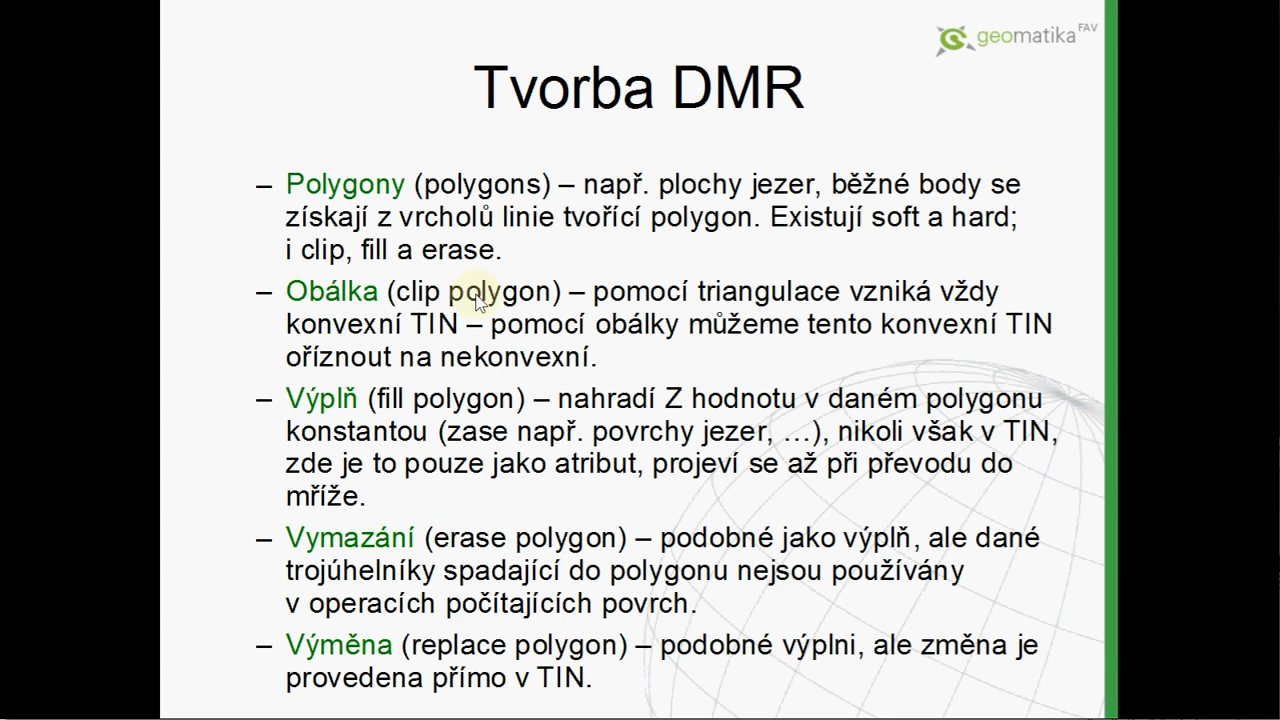 geomatika FAV
Tvorba DMR
– Polygony (polygons) – např. plochy jezer, běžné body se
získají z vrcholů linie tvořící polygon. Existují soft a hard;
i clip, fill a erase.
– Obálka (clip polygon) – pomocí triangulace vzniká vždy
konvexní TIN – pomocí obálky můžeme tento konvexní TIN
oříznout na nekonvexní.
– Výplň (fill polygon) – nahradí Z hodnotu v daném polygonu
konstantou (zase např. povrchy jezer, …), nikoli však v TIN,
zde je to pouze jako atribut, projeví se až při převodu do
mříže.
– Vymazání (erase polygon) – podobné jako výplň, ale dané
trojúhelníky spadající do polygonu nejsou používány
v operacích počítajících povrch.
– Výměna (replace polygon) – podobné výplni, ale změna je
provedena přímo v TIN.